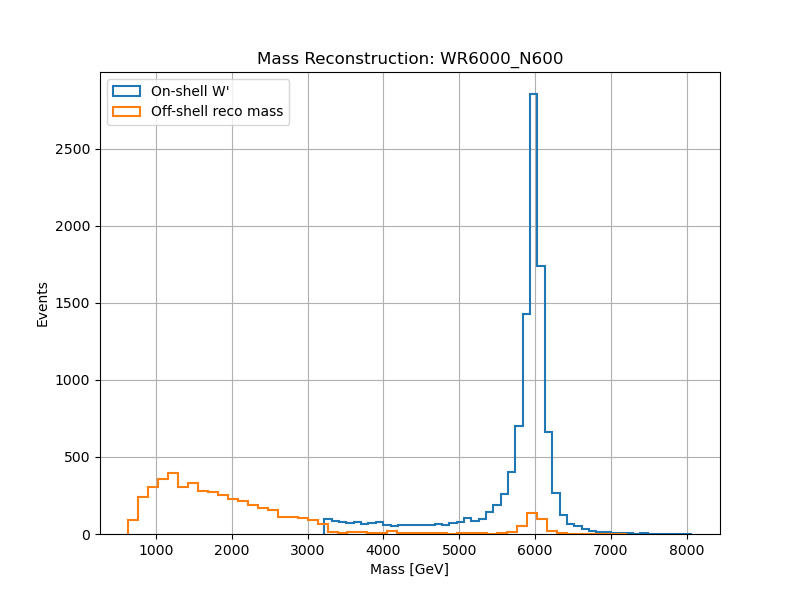 Mass Reconstruction: WR6000_N600
On-shell W'
Off-shell reco mass
2500
2000
1500
1000
500
0
Events
1000 2000 3000 4000 5000 6000 7000 8000
Mass [GeV]